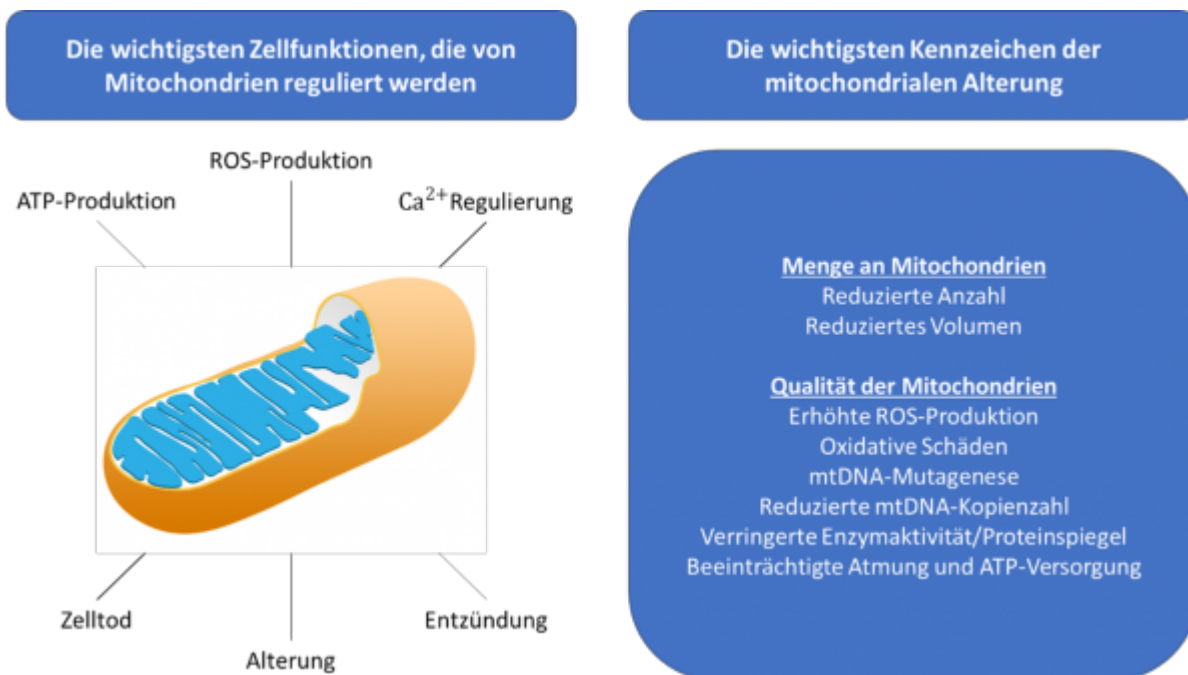 Die wichtigsten Zellfunktionen, die von
Mitochondrien reguliert werden
ROS-Produktion
ATP-Produktion
Ca²⁺ Regulierung
Zelltod
Entzündung
Alterung
Die wichtigsten Kennzeichen der
mitochondrialen Alterung
Menge an Mitochondrien
Reduzierte Anzahl
Reduziertes Volumen
Qualität der Mitochondrien
Erhöhte ROS-Produktion
Oxidative Schäden
mtDNA-Mutagenese
Reduzierte mtDNA-Kopienzahl
Verringerte Enzymaktivität/Proteinspiegel
Beeinträchtigte Atmung und ATP-Versorgung